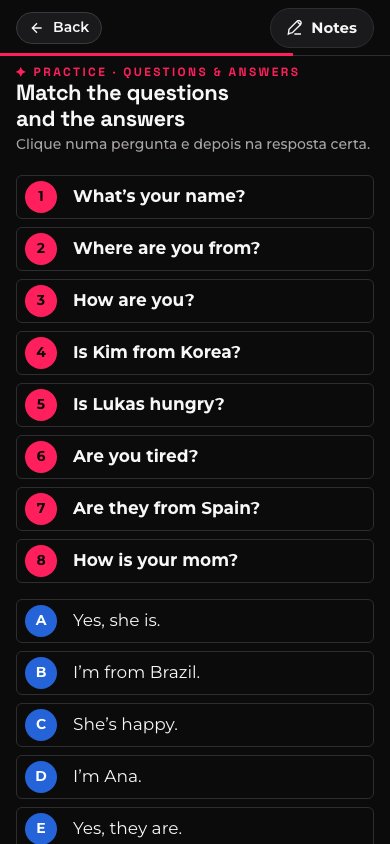 ← Back
Notes
✦ PRACTICE · QUESTIONS & ANSWERS
Match the questions
and the answers
Clique numa pergunta e depois na resposta certa.
1 What's your name?
2 Where are you from?
3 How are you?
4 Is Kim from Korea?
5 Is Lukas hungry?
6 Are you tired?
7 Are they from Spain?
8 How is your mom?
A Yes, she is.
B I'm from Brazil.
C She's happy.
D I'm Ana.
E Yes, they are.